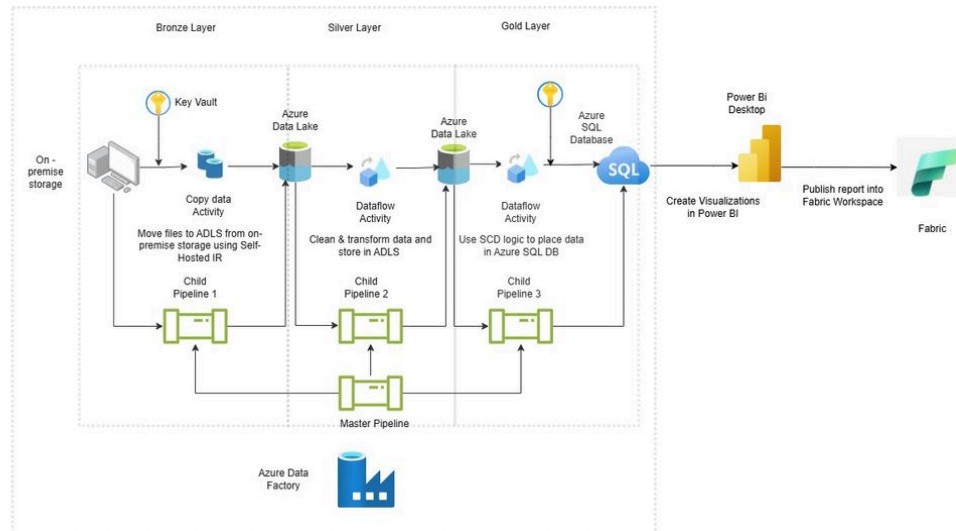 Bronze Layer
Silver Layer
Gold Layer
Key Vault
Azure
Data Lake
Azure
Data Lake
Azure
SQL
Database
Power Bi
Desktop
On -
premise
storage
SQL
Copy data
Activity
Dataflow
Activity
Dataflow
Activity
Create Visualizations
in Power BI
Publish report into
Fabric Workspace
Fabric
Move files to ADLS from on-
premise storage using Self-
Hosted IR
Clean & transform data and
store in ADLS
Use SCD logic to place data
in Azure SQL DB
Child
Pipeline 1
Child
Pipeline 2
Child
Pipeline 3
Master Pipeline
Azure Data
Factory